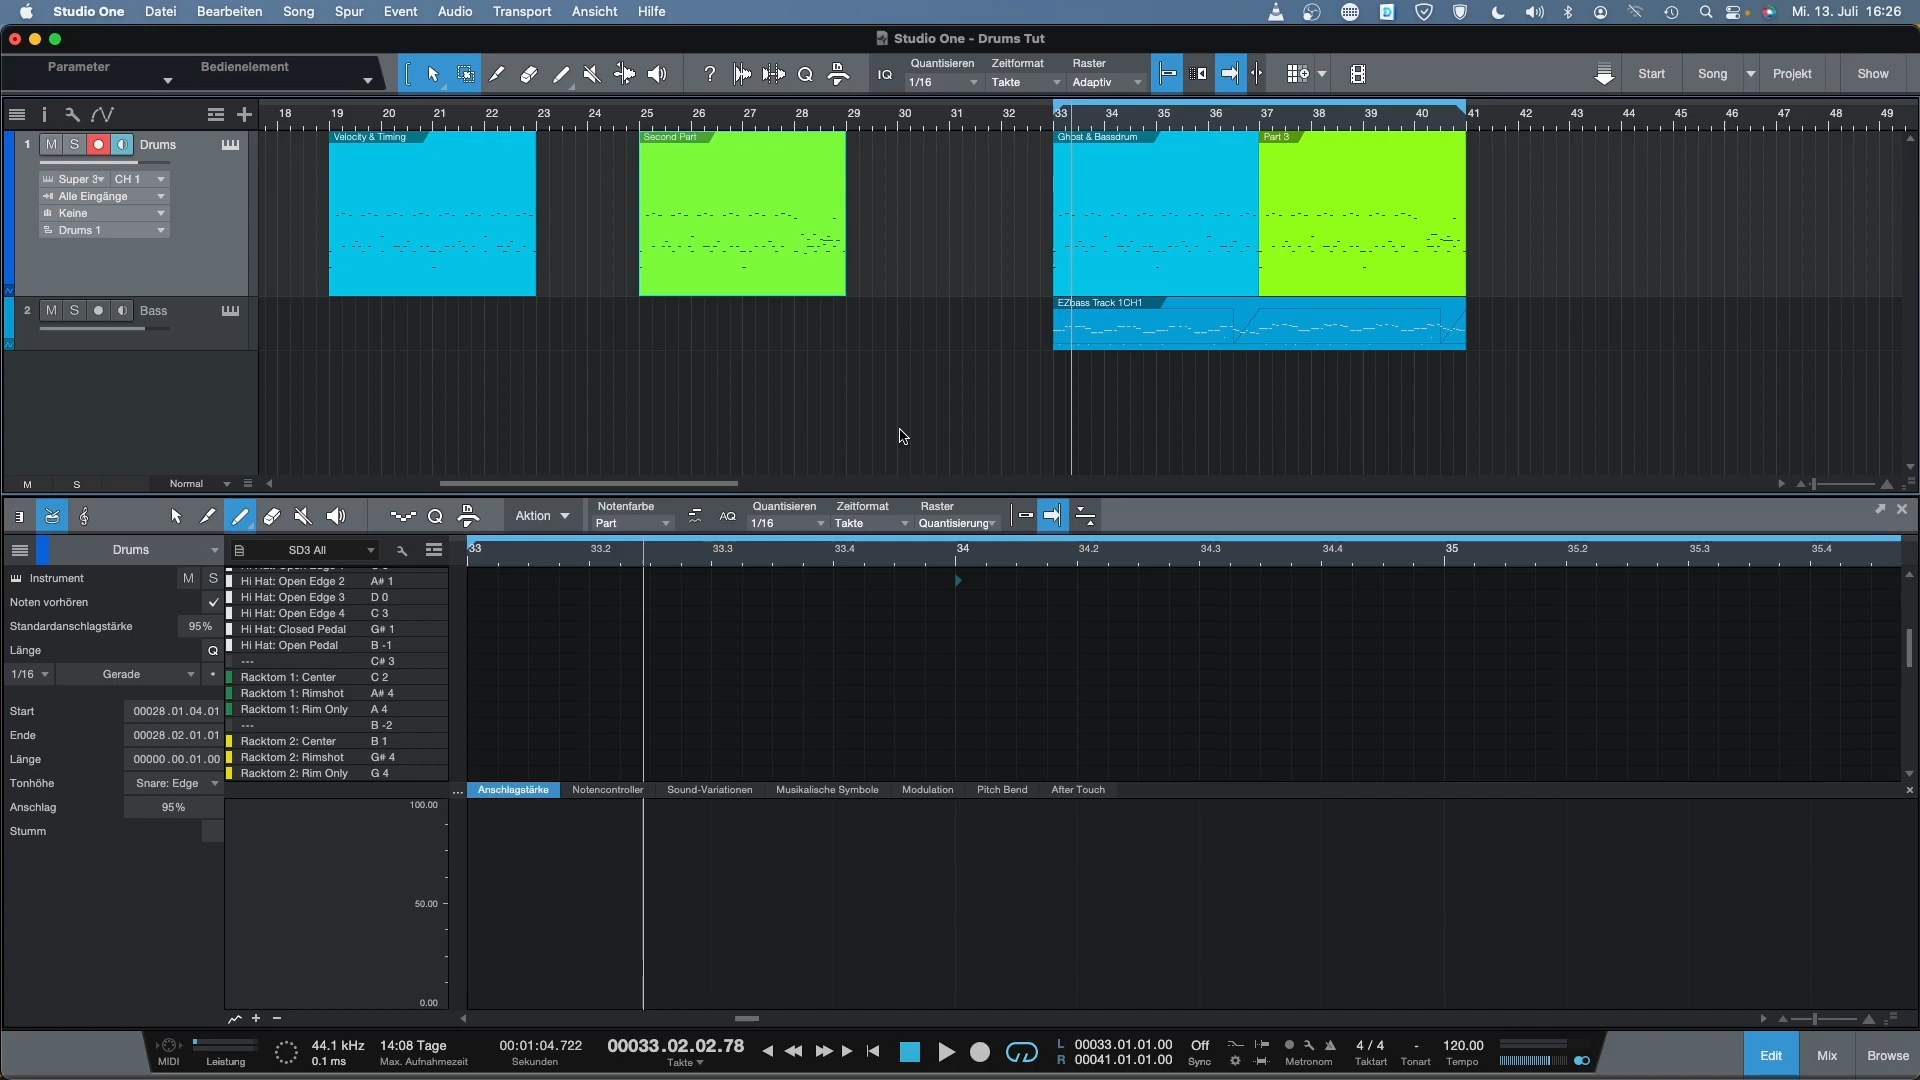 Studio One Datei Bearbeiten Song Spur Event Audio Transport Ansicht Hilfe Mi. 13. Juli 16:26
Studio One - Drums Tut
Parameter Bedienelement
? IQ Quantisieren 1/16 Zeitformat Takte Raster Adaptiv
Start Song Projekt Show
18 19 20 21 22 23 24 25 26 27 28 29 30 31 32 33 34 35 36 37 38 39 40 41 42 43 44 45 46 47 48 49
1 M S Drums
Velocity & Timing Second Part Ghost & Bassdrum Part 3
Super 3 CH 1
Alle Eingänge
Keine
Drums 1
2 M S Bass
EZbass Track 1CH1
M S Normal
Aktion Notenfarbe Part AQ Quantisieren 1/16 Zeitformat Takte Raster Quantisierung
Drums SD3 All
33 33.2 33.3 33.4 34 34.2 34.3 34.4 35 35.2 35.3 35.4
Instrument M S
Noten vorhören
Standardanschlagstärke 95%
Länge Q
1/16 Gerade
Start 00028.01.04.01
Ende 00028.02.01.01
Länge 00000.00.01.00
Tonhöhe Snare: Edge
Anschlag 95%
Stumm
Hi Hat: Open Edge 2 A# 1
Hi Hat: Open Edge 3 D 0
Hi Hat: Open Edge 4 C 3
Hi Hat: Closed Pedal G# 1
Hi Hat: Open Pedal B -1
--- C# 3
Racktom 1: Center C 2
Racktom 1: Rimshot A# 4
Racktom 1: Rim Only A 4
--- B -2
Racktom 2: Center B 1
Racktom 2: Rimshot G# 4
Racktom 2: Rim Only G 4
... Anschlagstärke Notencontroller Sound-Variationen Musikalische Symbole Modulation Pitch Bend After Touch
100.00
50.00
0.00
MIDI Leistung 44.1 kHz 0.1 ms 14:08 Tage Max. Aufnahmezeit 00:01:04.722 Sekunden 00033.02.02.78 Takte
L 00033.01.01.00
R 00041.01.01.00
Off Sync Metronom 4 / 4 Taktart - Tonart 120.00 Tempo
Edit Mix Browse